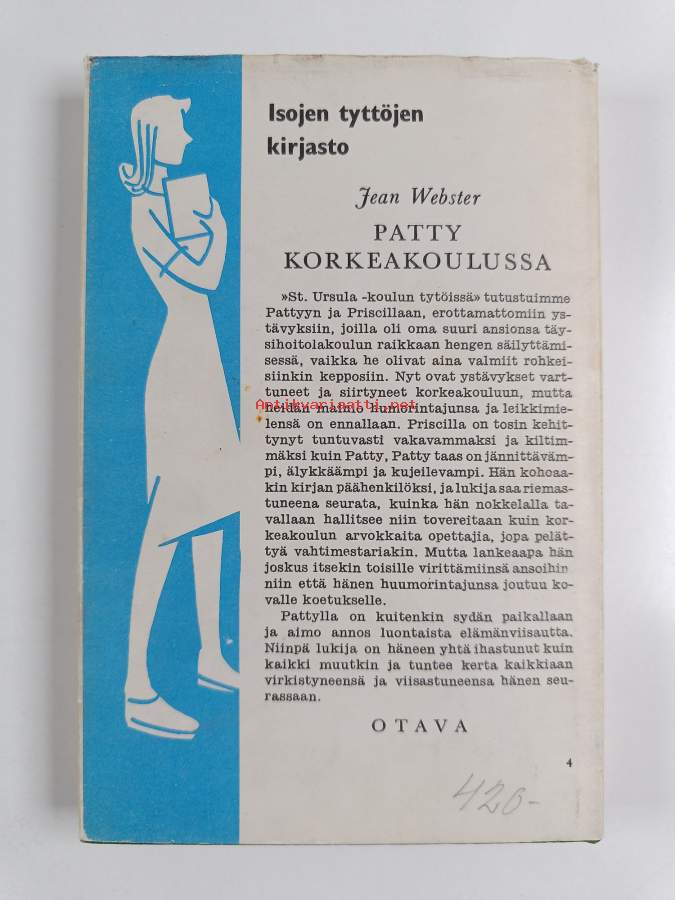 Isojen tyttöjen
kirjasto
Jean Webster
PATTY
KORKEAKOULUSSA
»St. Ursula -koulun tytöissä» tutustuimme
Pattyyn ja Priscillaan, erottamattomiin ys-
tävyksiin, joilla oli oma suuri ansionsa täy-
sihoitolakoulun raikkaan hengen säilyttämi-
sessä, vaikka he olivat aina valmiit rohkei-
siinkin kepposiin. Nyt ovat ystävykset vart-
tuneet ja siirtyneet korkeakouluun, mutta
Antikvariaatti.net
heidän mainio humorintajunsa ja leikkimie-
lensä on ennallaan. Priscilla on tosin kehit-
tynyt tuntuvasti vakavammaksi ja kiltim-
mäksi kuin Patty, Patty taas on jännittäväm-
pi, älykkäämpi ja kujeilevampi. Hän kohoaa-
kin kirjan päähenkilöksi, ja lukija saa riemas-
tuneena seurata, kuinka hän nokkelalla ta-
vallaan hallitsee niin tovereitaan kuin kor-
keakoulun arvokkaita opettajia, jopa pelät-
tyä vahtimestariakin. Mutta lankeaapa hän
joskus itsekin toisille virittämiinsä ansoihin
niin että hänen huumorintajunsa joutuu ko-
valle koetukselle.
Pattylla on kuitenkin sydän paikallaan
ja aimo annos luontaista elämänviisautta.
Niinpä lukija on häneen yhtä ihastunut kuin
kaikki muutkin ja tuntee kerta kaikkiaan
virkistyneensä ja viisastuneensa hänen seu-
rassaan.
OTAVA
4
420-